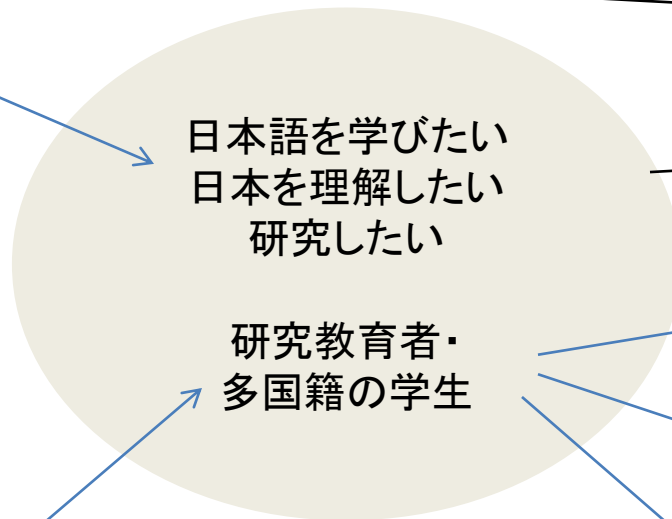 日本語を学びたい
日本を理解したい
研究したい
研究教育者・
多国籍の学生